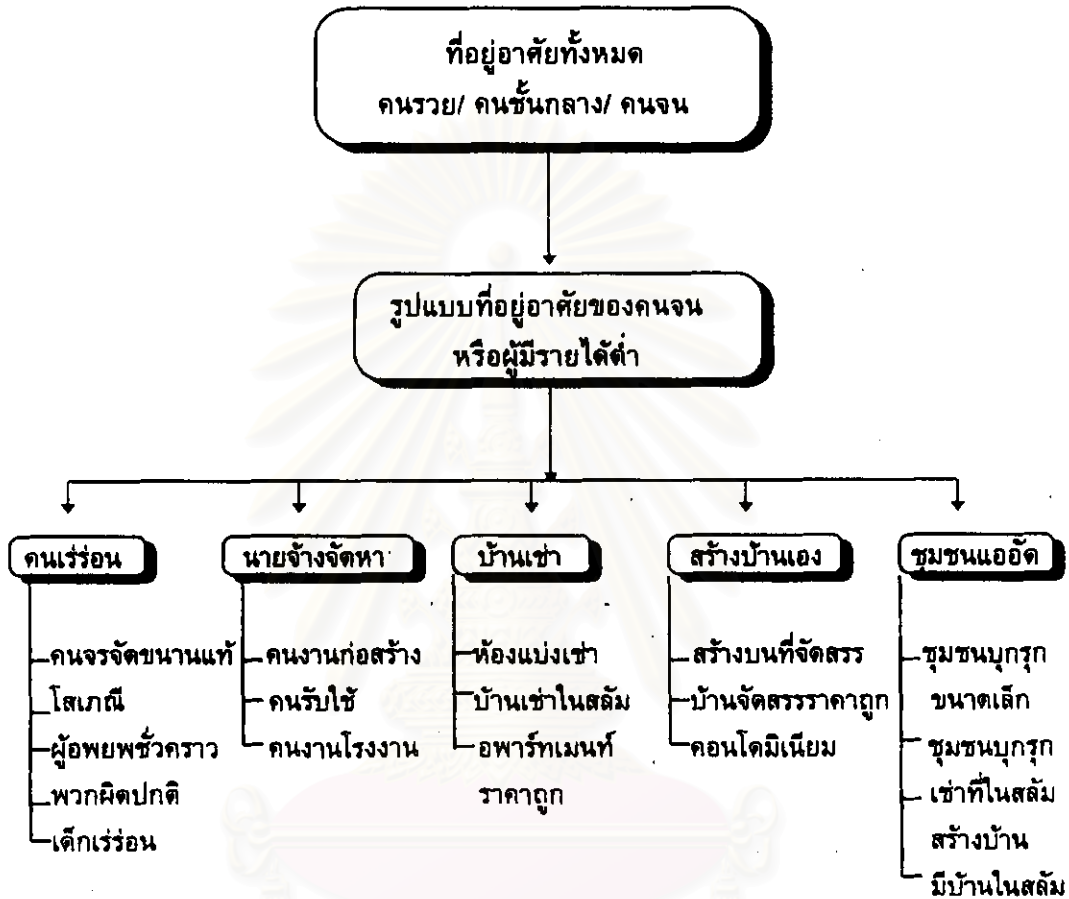 ที่อยู่อาศัยทั้งหมด
คนรวย/ คนชั้นกลาง/ คนจน
รูปแบบที่อยู่อาศัยของคนจน
หรือผู้มีรายได้ต่ำ
คนเร่ร่อน
คนจรจัดขนานแท้
โสเภณี
ผู้อพยพชั่วคราว
พวกผิดปกติ
เด็กเร่ร่อน
นายจ้างจัดหา
คนงานก่อสร้าง
คนรับใช้
คนงานโรงงาน
บ้านเช่า
ห้องแบ่งเช่า
บ้านเช่าในสลัม
อพาร์ทเมนท์
ราคาถูก
สร้างบ้านเอง
สร้างบนที่จัดสรร
บ้านจัดสรรราคาถูก
คอนโดมิเนียม
ชุมชนแออัด
ชุมชนบุกรุก
ขนาดเล็ก
ชุมชนบุกรุก
เช่าที่ในสลัม
สร้างบ้าน
มีบ้านในสลัม